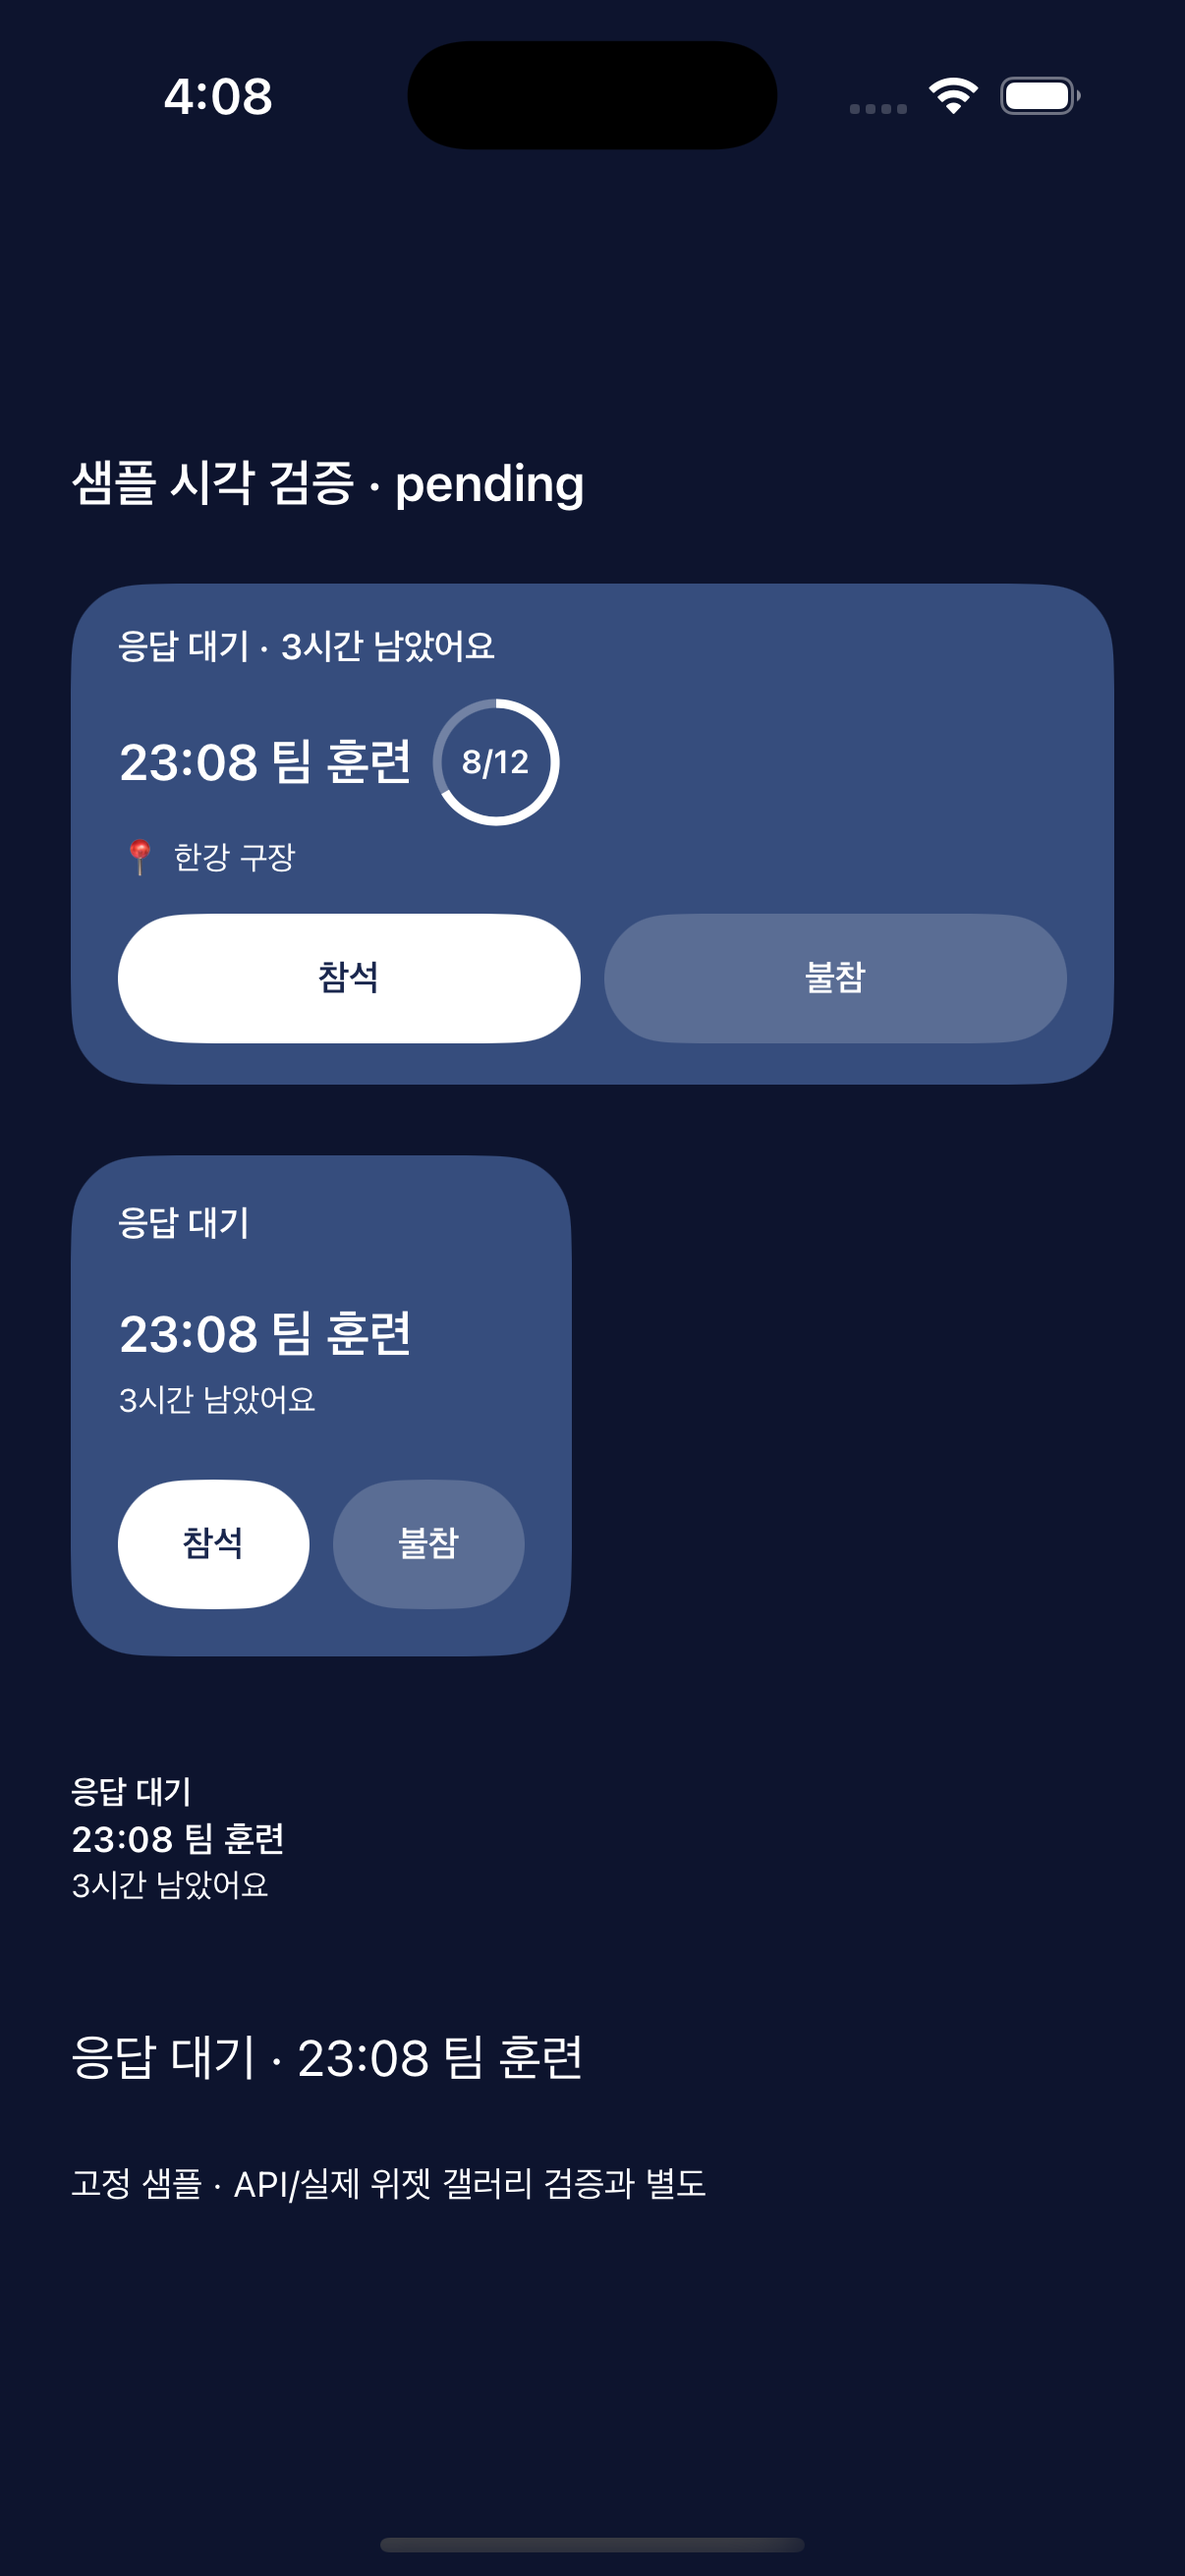 4:08
샘플 시각 검증 · pending
응답 대기 · 3시간 남았어요
23:08 팀 훈련 8/12
📍 한강 구장
참석 불참
응답 대기
23:08 팀 훈련
3시간 남았어요
참석 불참
응답 대기
23:08 팀 훈련
3시간 남았어요
응답 대기 · 23:08 팀 훈련
고정 샘플 · API/실제 위젯 갤러리 검증과 별도